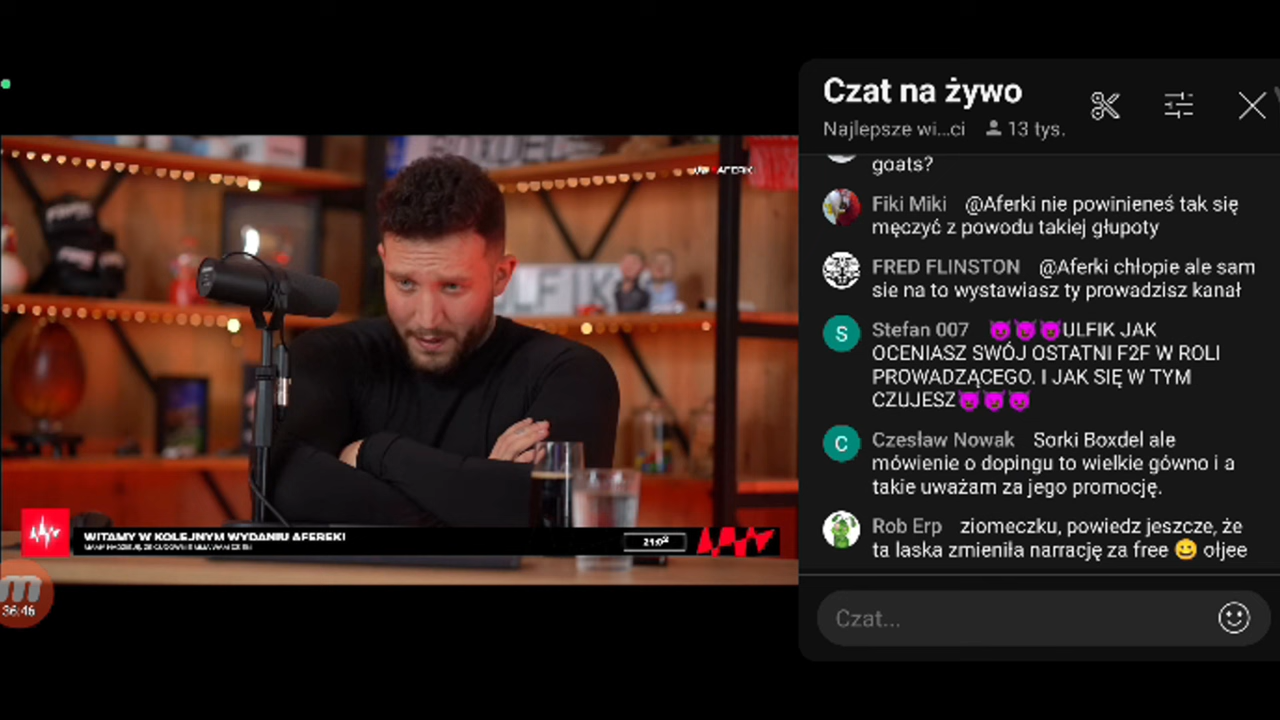 WITAMY W KOLEJNYM WYDANIU AFEREK!
21:02
36:46
Czat na żywo
Najlepsze wi...ci 13 tys.
goats?
Fiki Miki @Aferki nie powinieneś tak się
męczyć z powodu takiej głupoty
FRED FLINSTON @Aferki chłopie ale sam
sie na to wystawiasz ty prowadzisz kanał
Stefan 007 😈😈😈ULFIK JAK
OCENIASZ SWÓJ OSTATNI F2F W ROLI
PROWADZĄCEGO. I JAK SIĘ W TYM
CZUJESZ😈😈😈
Czesław Nowak Sorki Boxdel ale
mówienie o dopingu to wielkie gówno i a
takie uważam za jego promocję.
Rob Erp ziomeczku, powiedz jeszcze, że
ta laska zmieniła narrację za free 😀 ołjee
Czat...